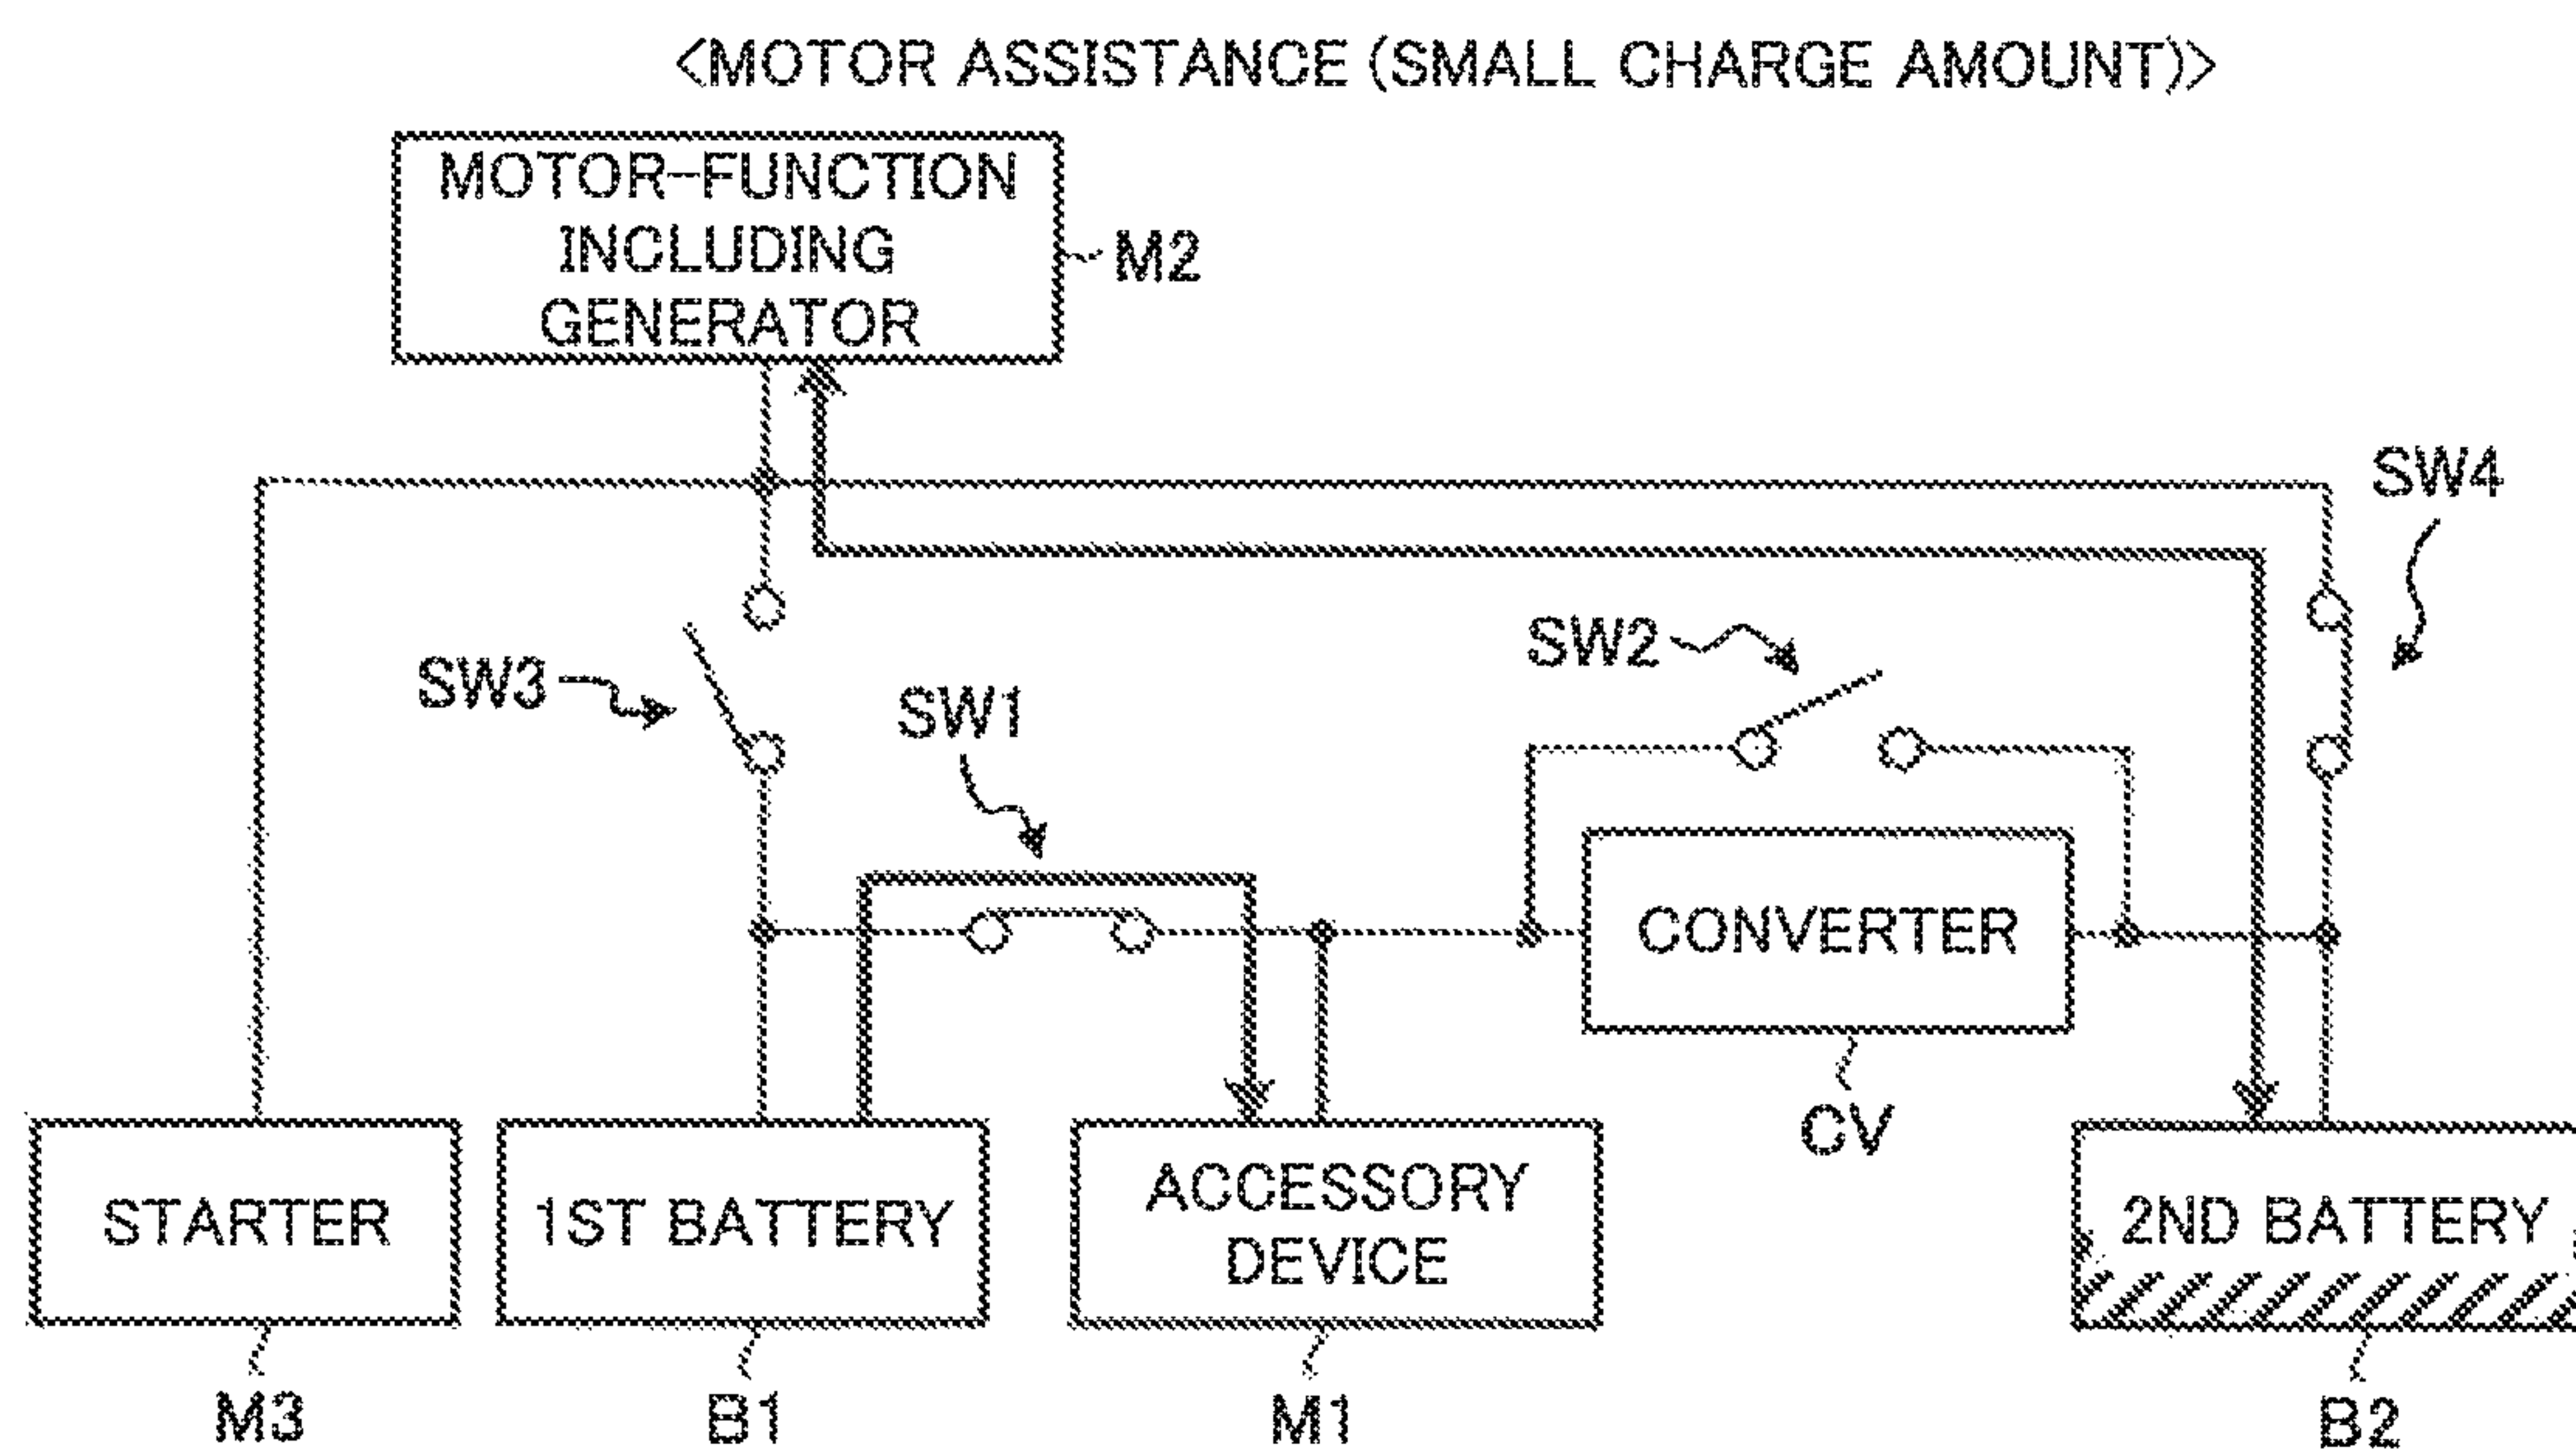 <MOTOR ASSISTANCE (SMALL CHARGE AMOUNT)>
MOTOR-FUNCTION
INCLUDING
GENERATOR
M2
SW4
SW2
SW3
SW1
CONVERTER
CV
STARTER
1ST BATTERY
ACCESSORY
DEVICE
2ND BATTERY
M3
B1
M1
B2